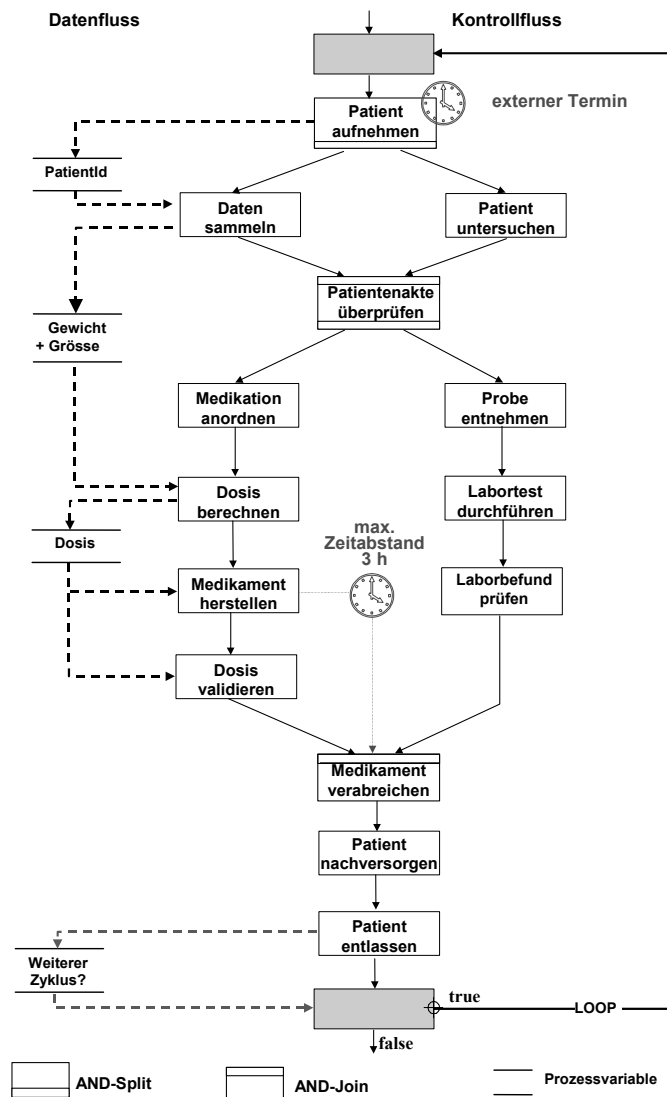 Datenfluss
Kontrollfluss
Patient
aufnehmen
externer Termin
PatientId
Daten
sammeln
Patient
untersuchen
Patientenakte
überprüfen
Gewicht
+ Grösse
Medikation
anordnen
Probe
entnehmen
Dosis
berechnen
Labortest
durchführen
Dosis
max.
Zeitabstand
3 h
Medikament
herstellen
Laborbefund
prüfen
Dosis
validieren
Medikament
verabreichen
Patient
nachversorgen
Patient
entlassen
Weiterer
Zyklus?
true
LOOP
false
AND-Split
AND-Join
Prozessvariable